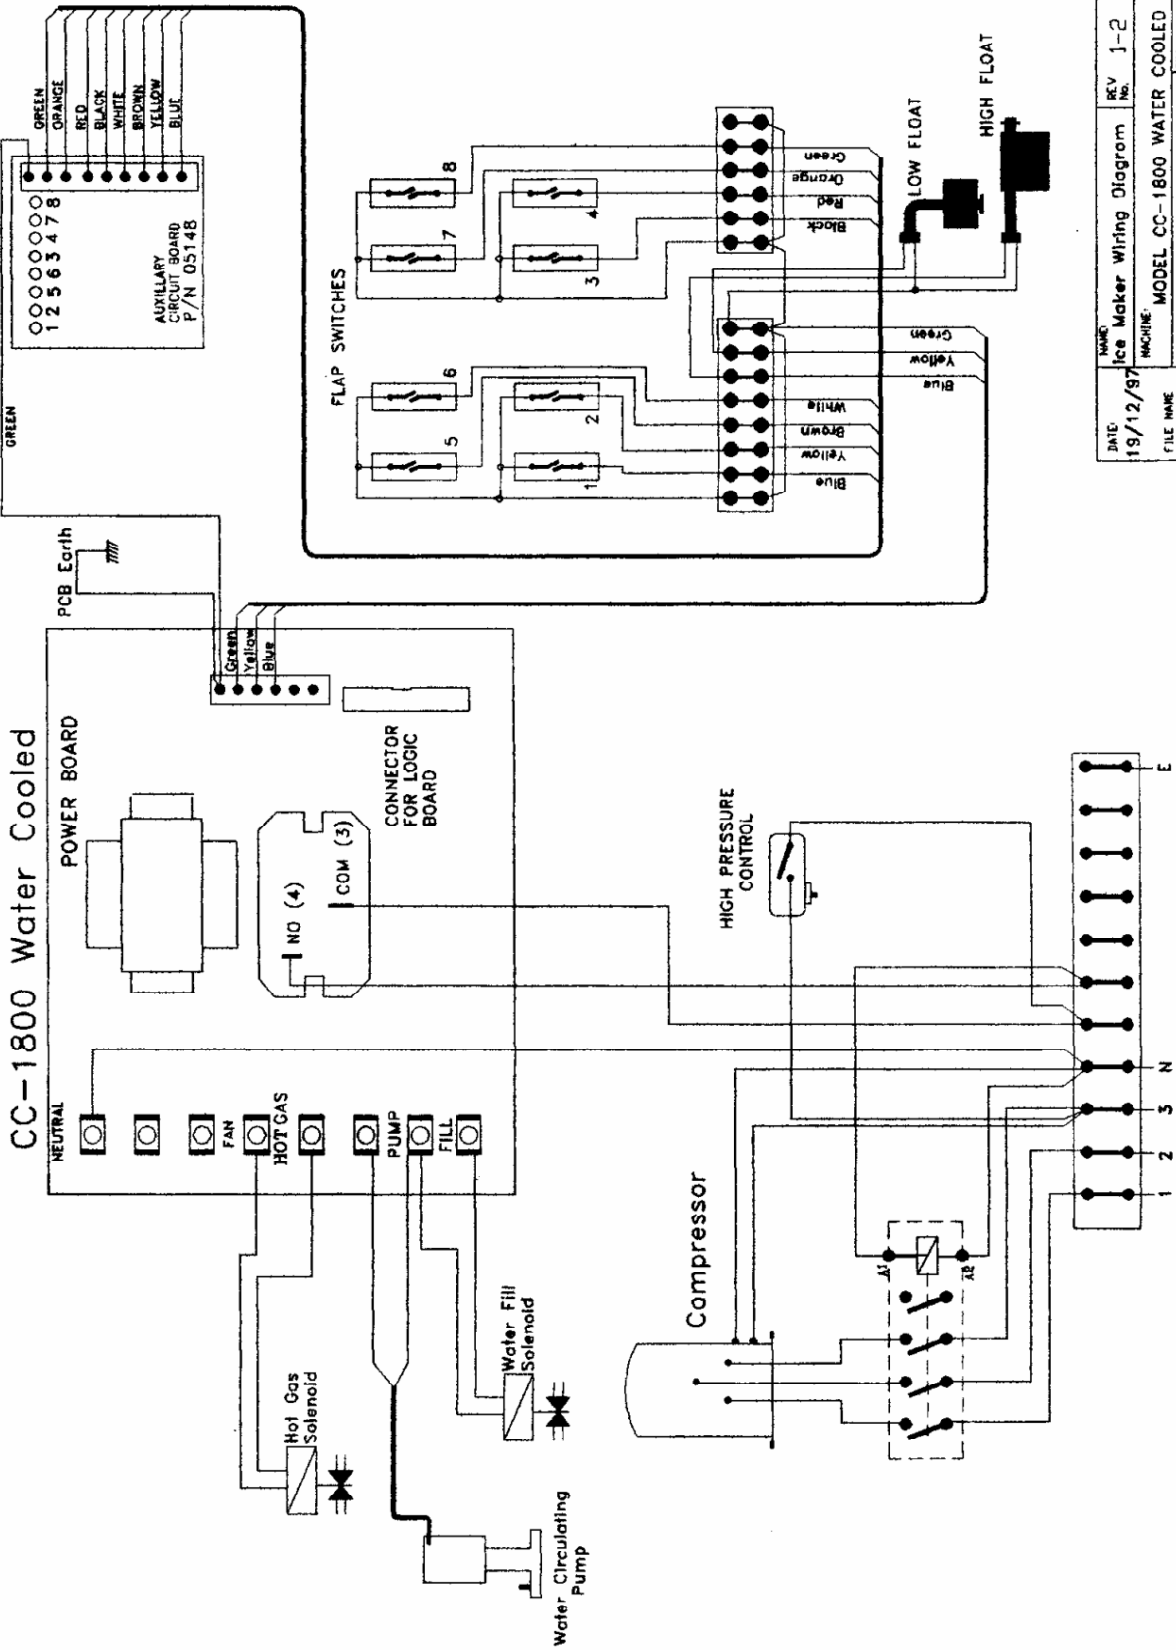 CC-1800 Water Cooled
POWER BOARD
NEUTRAL
FAN
HOT GAS
PUMP
FILL
NO (4)
COM (3)
CONNECTOR
FOR LOGIC
BOARD
Green
Yellow
Blue
PCB Earth
GREEN
1 2 5 6 3 4 7 8
AUXILLARY
CIRCUIT BOARD
P/N 05148
GREEN
ORANGE
RED
BLACK
WHITE
BROWN
YELLOW
BLUE
FLAP SWITCHES
5
6
7
8
1
2
3
4
Blue
Yellow
Brown
White
Blue
Yellow
Green
Black
Red
Orange
Green
LOW FLOAT
HIGH FLOAT
Hot Gas
Solenoid
Water Circulating
Pump
Water Fill
Solenoid
Compressor
A1
A2
HIGH PRESSURE
CONTROL
1
2
3
N
E
DATE:
19/12/97
NAME:
Ice Maker Wiring Diagram
REV
No.
1-2
FILE NAME
MACHINE:
MODEL CC-1800 WATER COOLED